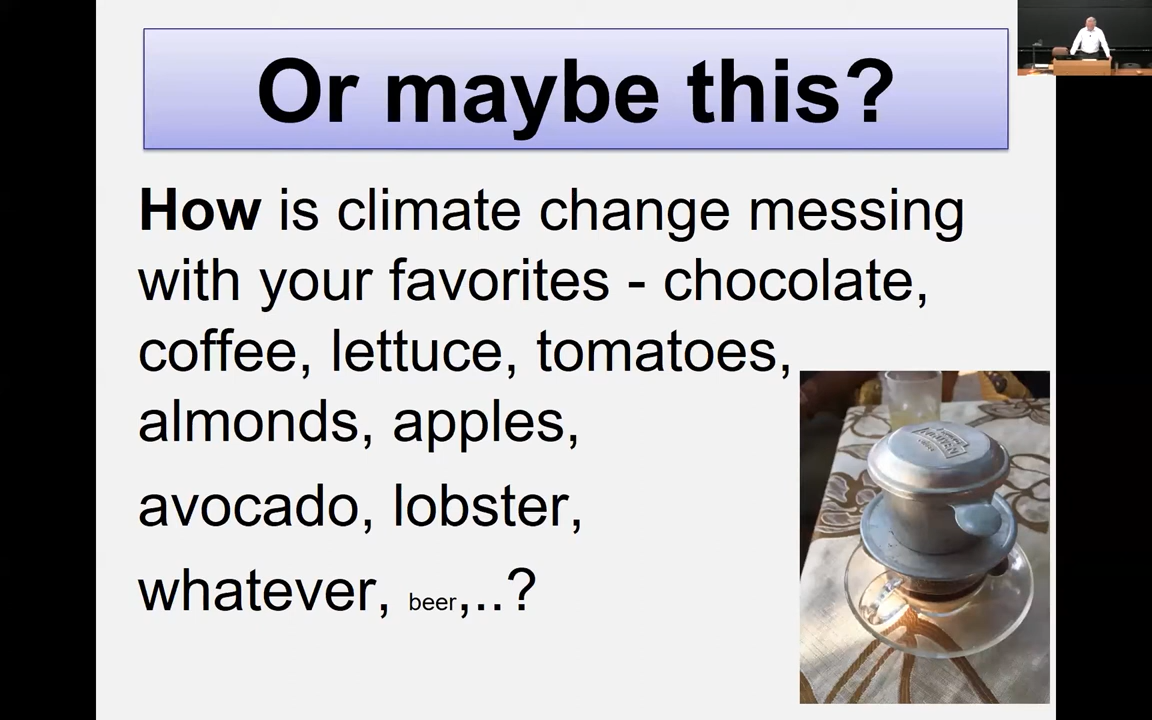 Or maybe this?
How is climate change messing
with your favorites - chocolate,
coffee, lettuce, tomatoes,
almonds, apples,
avocado, lobster,
whatever, beer,..?